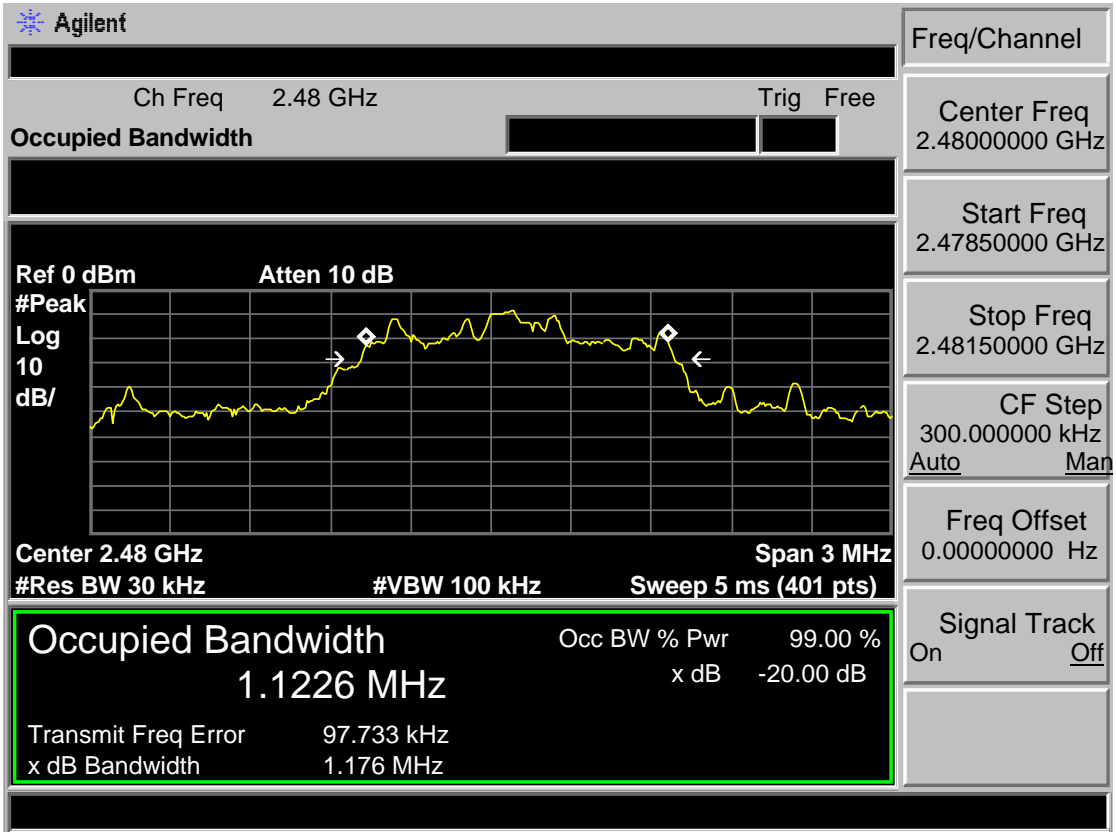 Agilent
Freq/Channel
Ch Freq 2.48 GHz Trig Free
Occupied Bandwidth
Center Freq
2.48000000 GHz
Start Freq
2.47850000 GHz
Stop Freq
2.48150000 GHz
CF Step
300.000000 kHz
Auto Man
Freq Offset
0.00000000 Hz
Signal Track
On Off
Ref 0 dBm Atten 10 dB
#Peak
Log
10
dB/
Center 2.48 GHz Span 3 MHz
#Res BW 30 kHz #VBW 100 kHz Sweep 5 ms (401 pts)
Occupied Bandwidth
1.1226 MHz
Occ BW % Pwr 99.00 %
x dB -20.00 dB
Transmit Freq Error 97.733 kHz
x dB Bandwidth 1.176 MHz